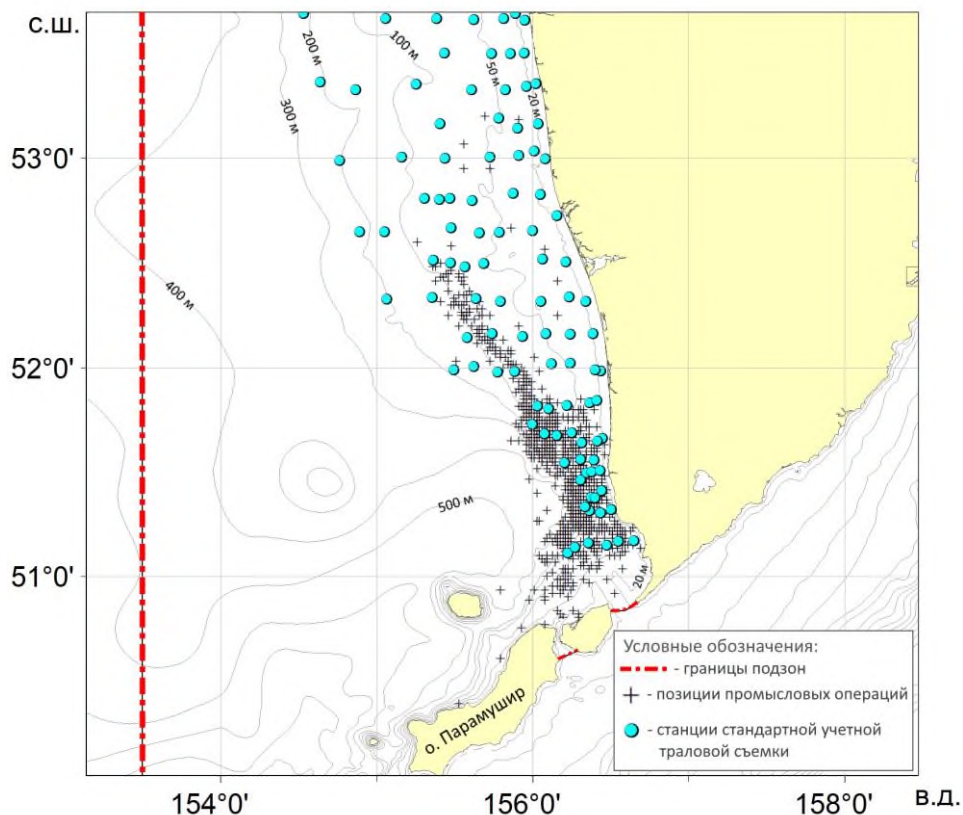 с.ш.
200 м
100 м
50 м
20 м
300 м
53°0'
400 м
52°0'
500 м
51°0'
20 м
о. Парамушир
Условные обозначения:
- границы подзон
- позиции промысловых операций
- станции стандартной учетной
траловой съемки
154°0'
156°0'
158°0'
в.д.